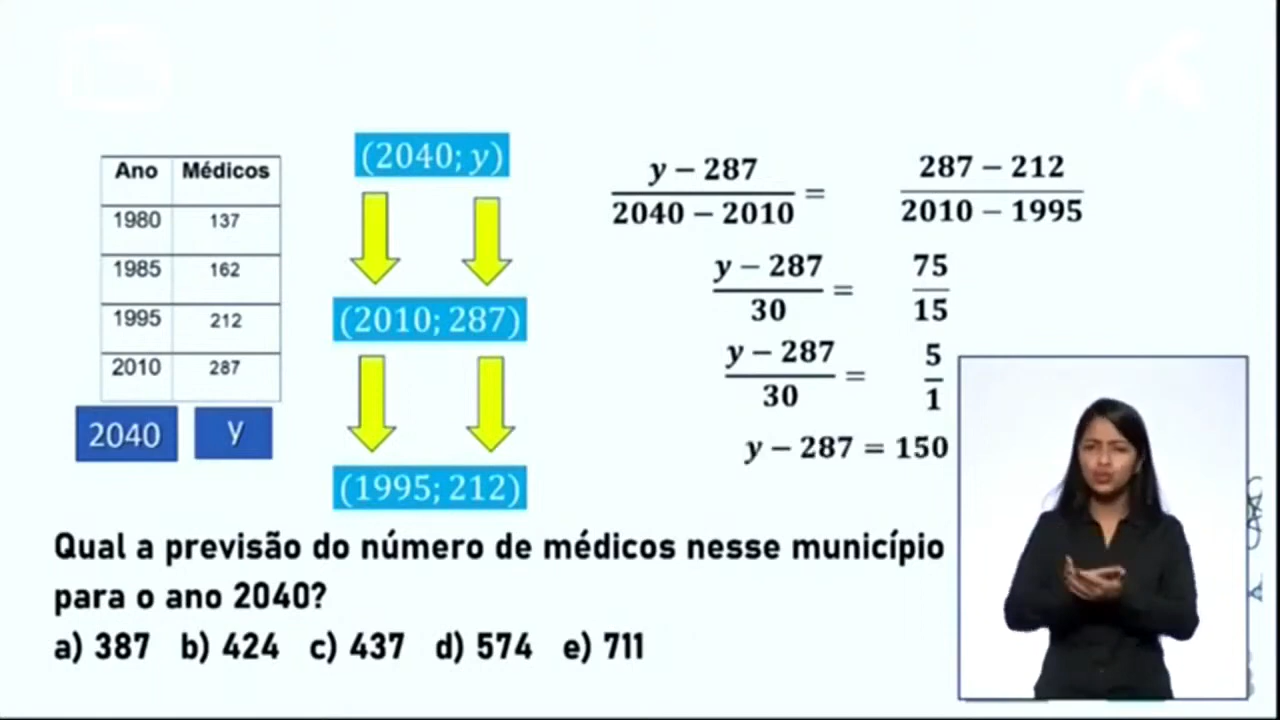 Ano Médicos
1980 137
1985 162
1995 212
2010 287
2040 y
(2040; y)
(2010; 287)
(1995; 212)
y − 287 / 2040 − 2010 = 287 − 212 / 2010 − 1995
y − 287 / 30 = 75 / 15
y − 287 / 30 = 5 / 1
y − 287 = 150
Qual a previsão do número de médicos nesse município
para o ano 2040?
a) 387 b) 424 c) 437 d) 574 e) 711